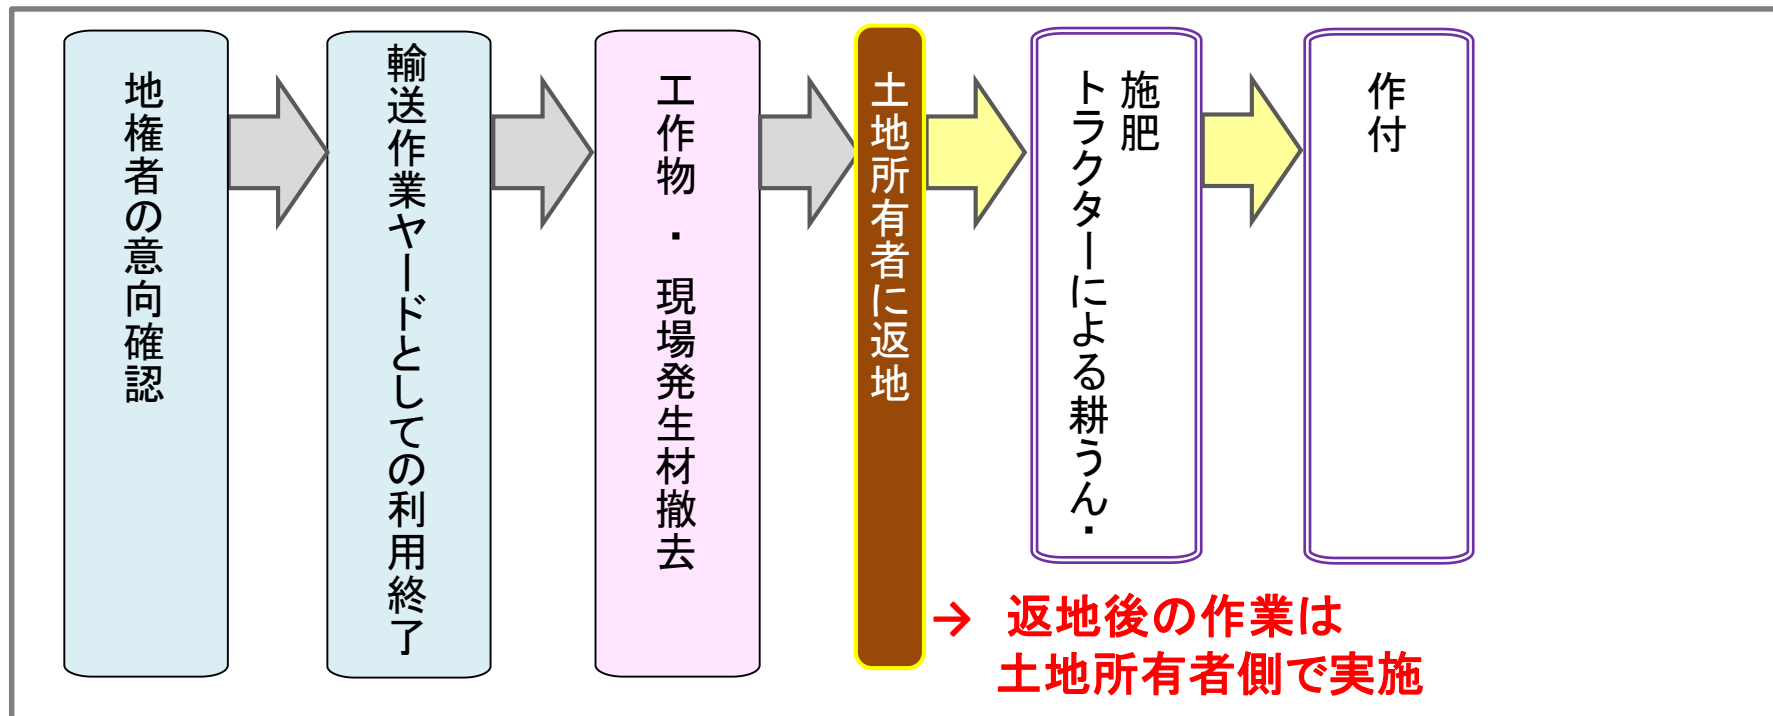 地権者の意向確認
輸送作業ヤードとしての利用終了
工作物・現場発生材撤去
土地所有者に返地
トラクターによる耕うん・
施肥
作付
→ 返地後の作業は
土地所有者側で実施